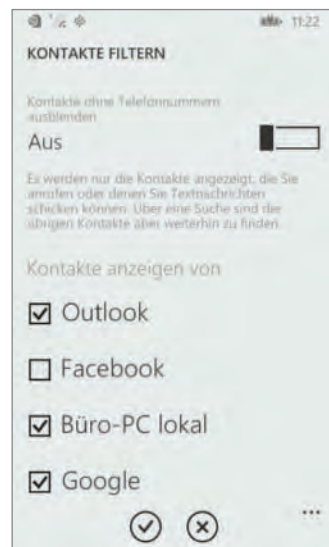 11:22
KONTAKTE FILTERN
Kontakte ohne Telefonnummern
ausblenden
Aus
Es werden nur die Kontakte angezeigt, die Sie
anrufen oder denen Sie Textnachrichten
schicken können. Über eine Suche sind die
übrigen Kontakte aber weiterhin zu finden.
Kontakte anzeigen von
Outlook
Facebook
Büro-PC lokal
Google
...